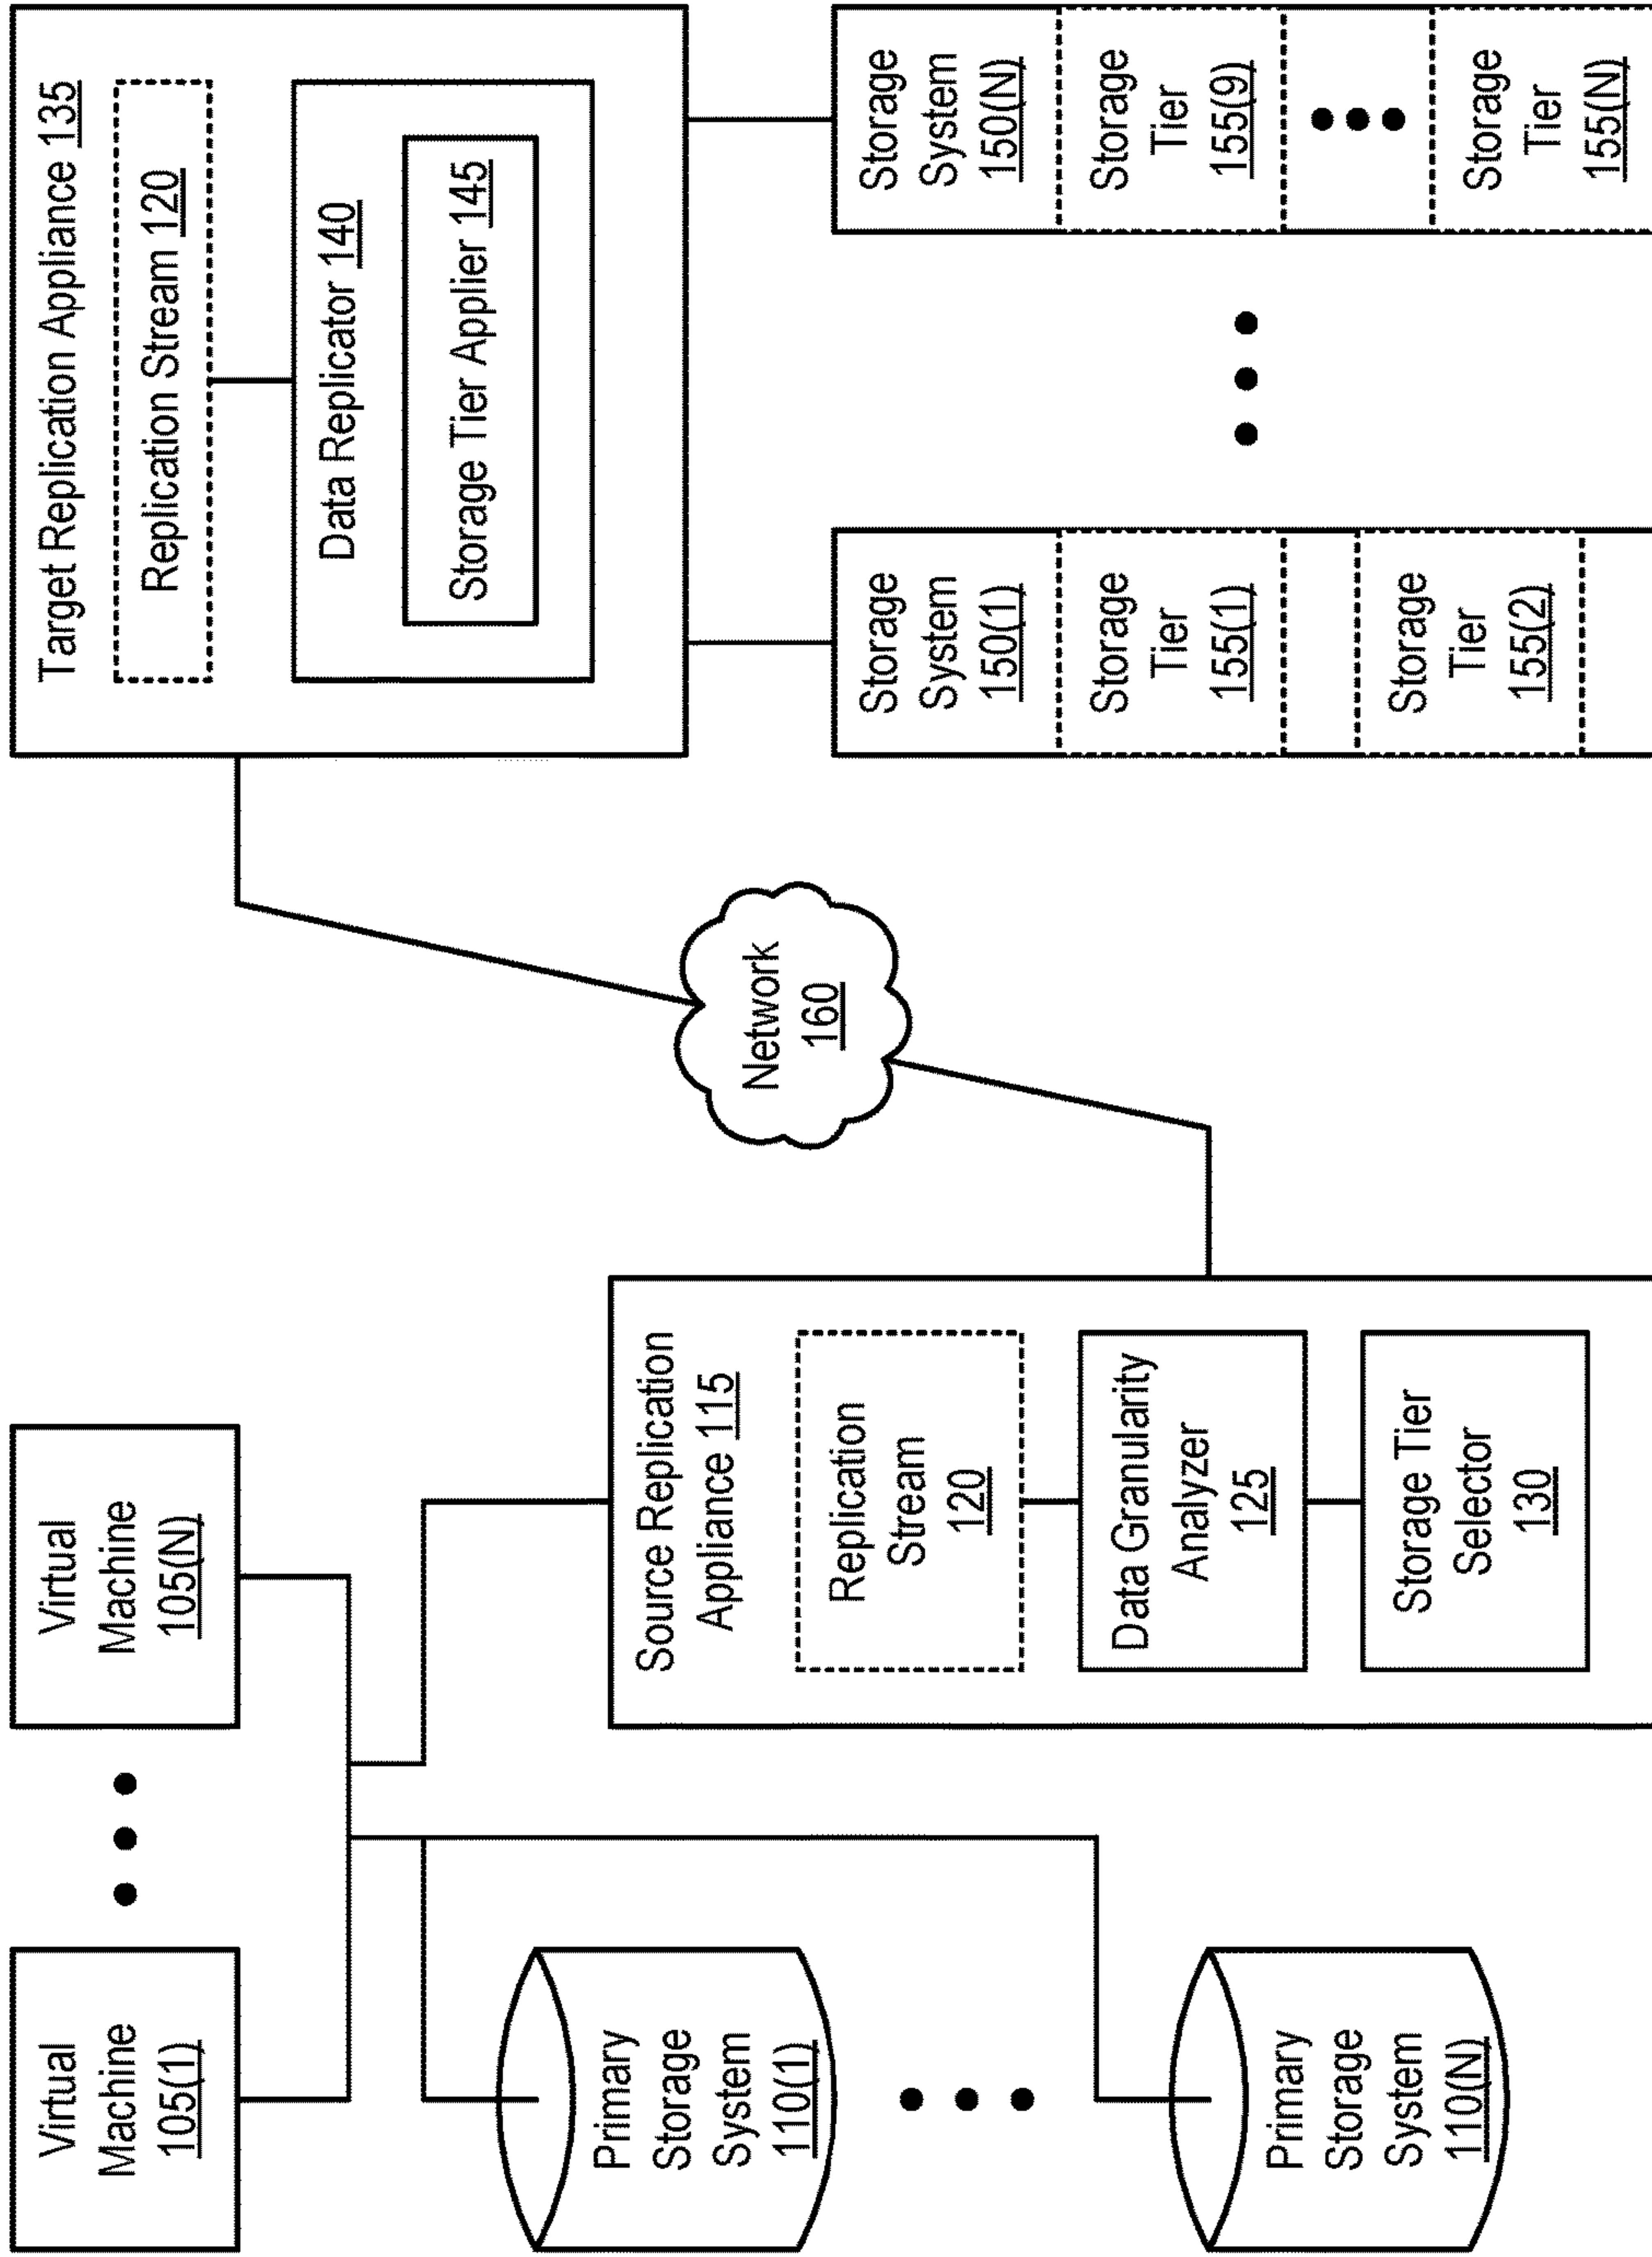 Virtual
Machine
105(1)
Virtual
Machine
105(N)
Primary
Storage
System
110(1)
Primary
Storage
System
110(N)
Source Replication
Appliance 115
Replication
Stream
120
Data Granularity
Analyzer
125
Storage Tier
Selector
130
Network
160
Target Replication Appliance 135
Replication Stream 120
Data Replicator 140
Storage Tier Applier 145
Storage
System
150(1)
Storage
Tier
155(1)
Storage
Tier
155(2)
Storage
System
150(N)
Storage
Tier
155(9)
Storage
Tier
155(N)